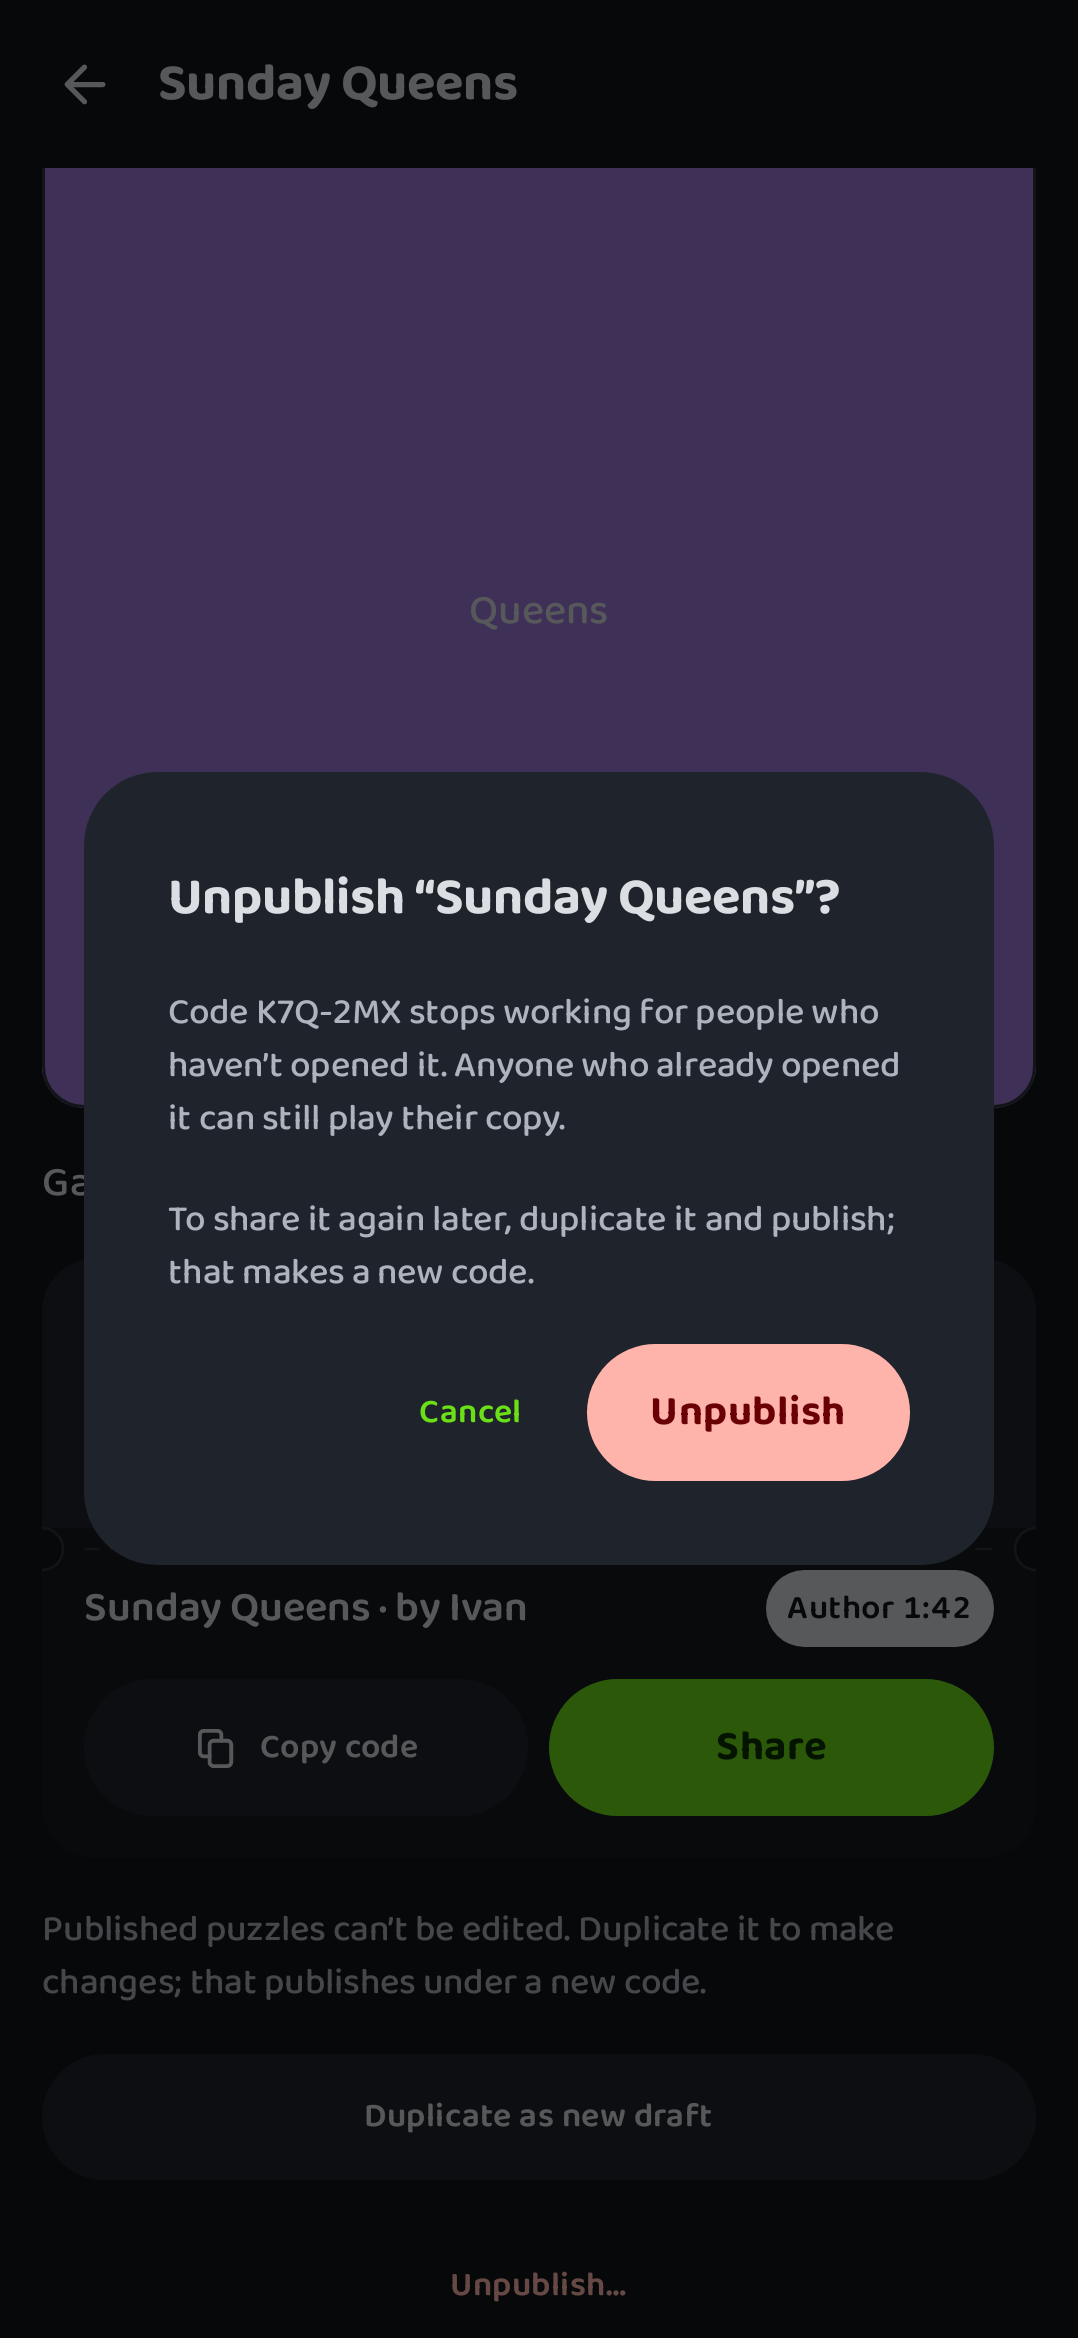 Sunday Queens
Queens
Unpublish “Sunday Queens”?
Code K7Q-2MX stops working for people who
haven’t opened it. Anyone who already opened
it can still play their copy.
To share it again later, duplicate it and publish;
that makes a new code.
Cancel
Unpublish
Sunday Queens · by Ivan
Author 1:42
Copy code
Share
Published puzzles can’t be edited. Duplicate it to make
changes; that publishes under a new code.
Duplicate as new draft
Unpublish…